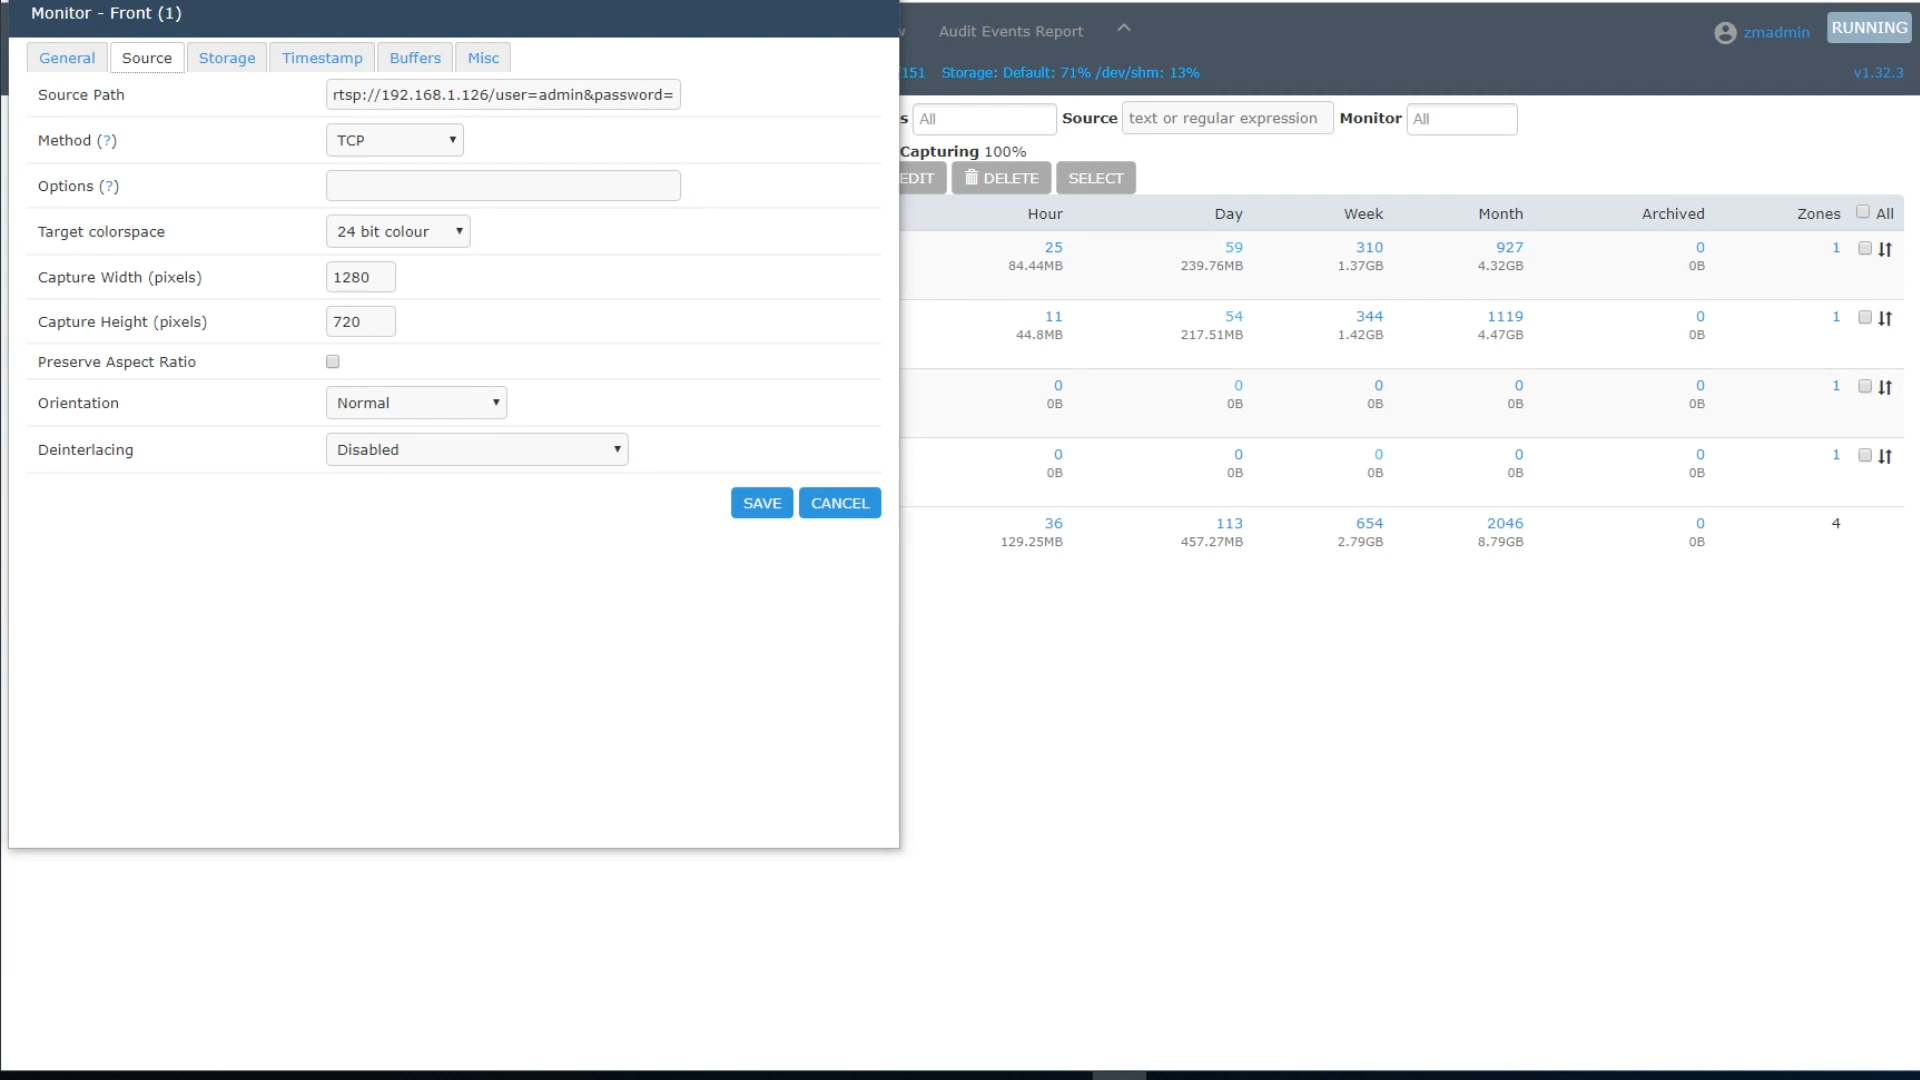 Monitor - Front (1)
General Source Storage Timestamp Buffers Misc
Source Path rtsp://192.168.1.126/user=admin&password=
Method (?) TCP
Options (?)
Target colorspace 24 bit colour
Capture Width (pixels) 1280
Capture Height (pixels) 720
Preserve Aspect Ratio
Orientation Normal
Deinterlacing Disabled
SAVE CANCEL
Audit Events Report
zmadmin RUNNING
151 Storage: Default: 71% /dev/shm: 13% v1.32.3
s All Source text or regular expression Monitor All
Capturing 100%
EDIT DELETE SELECT
Hour Day Week Month Archived Zones All
25 59 310 927 0 1
84.44MB 239.76MB 1.37GB 4.32GB 0B
11 54 344 1119 0 1
44.8MB 217.51MB 1.42GB 4.47GB 0B
0 0 0 0 0 1
0B 0B 0B 0B 0B
0 0 0 0 0 1
0B 0B 0B 0B 0B
36 113 654 2046 0 4
129.25MB 457.27MB 2.79GB 8.79GB 0B